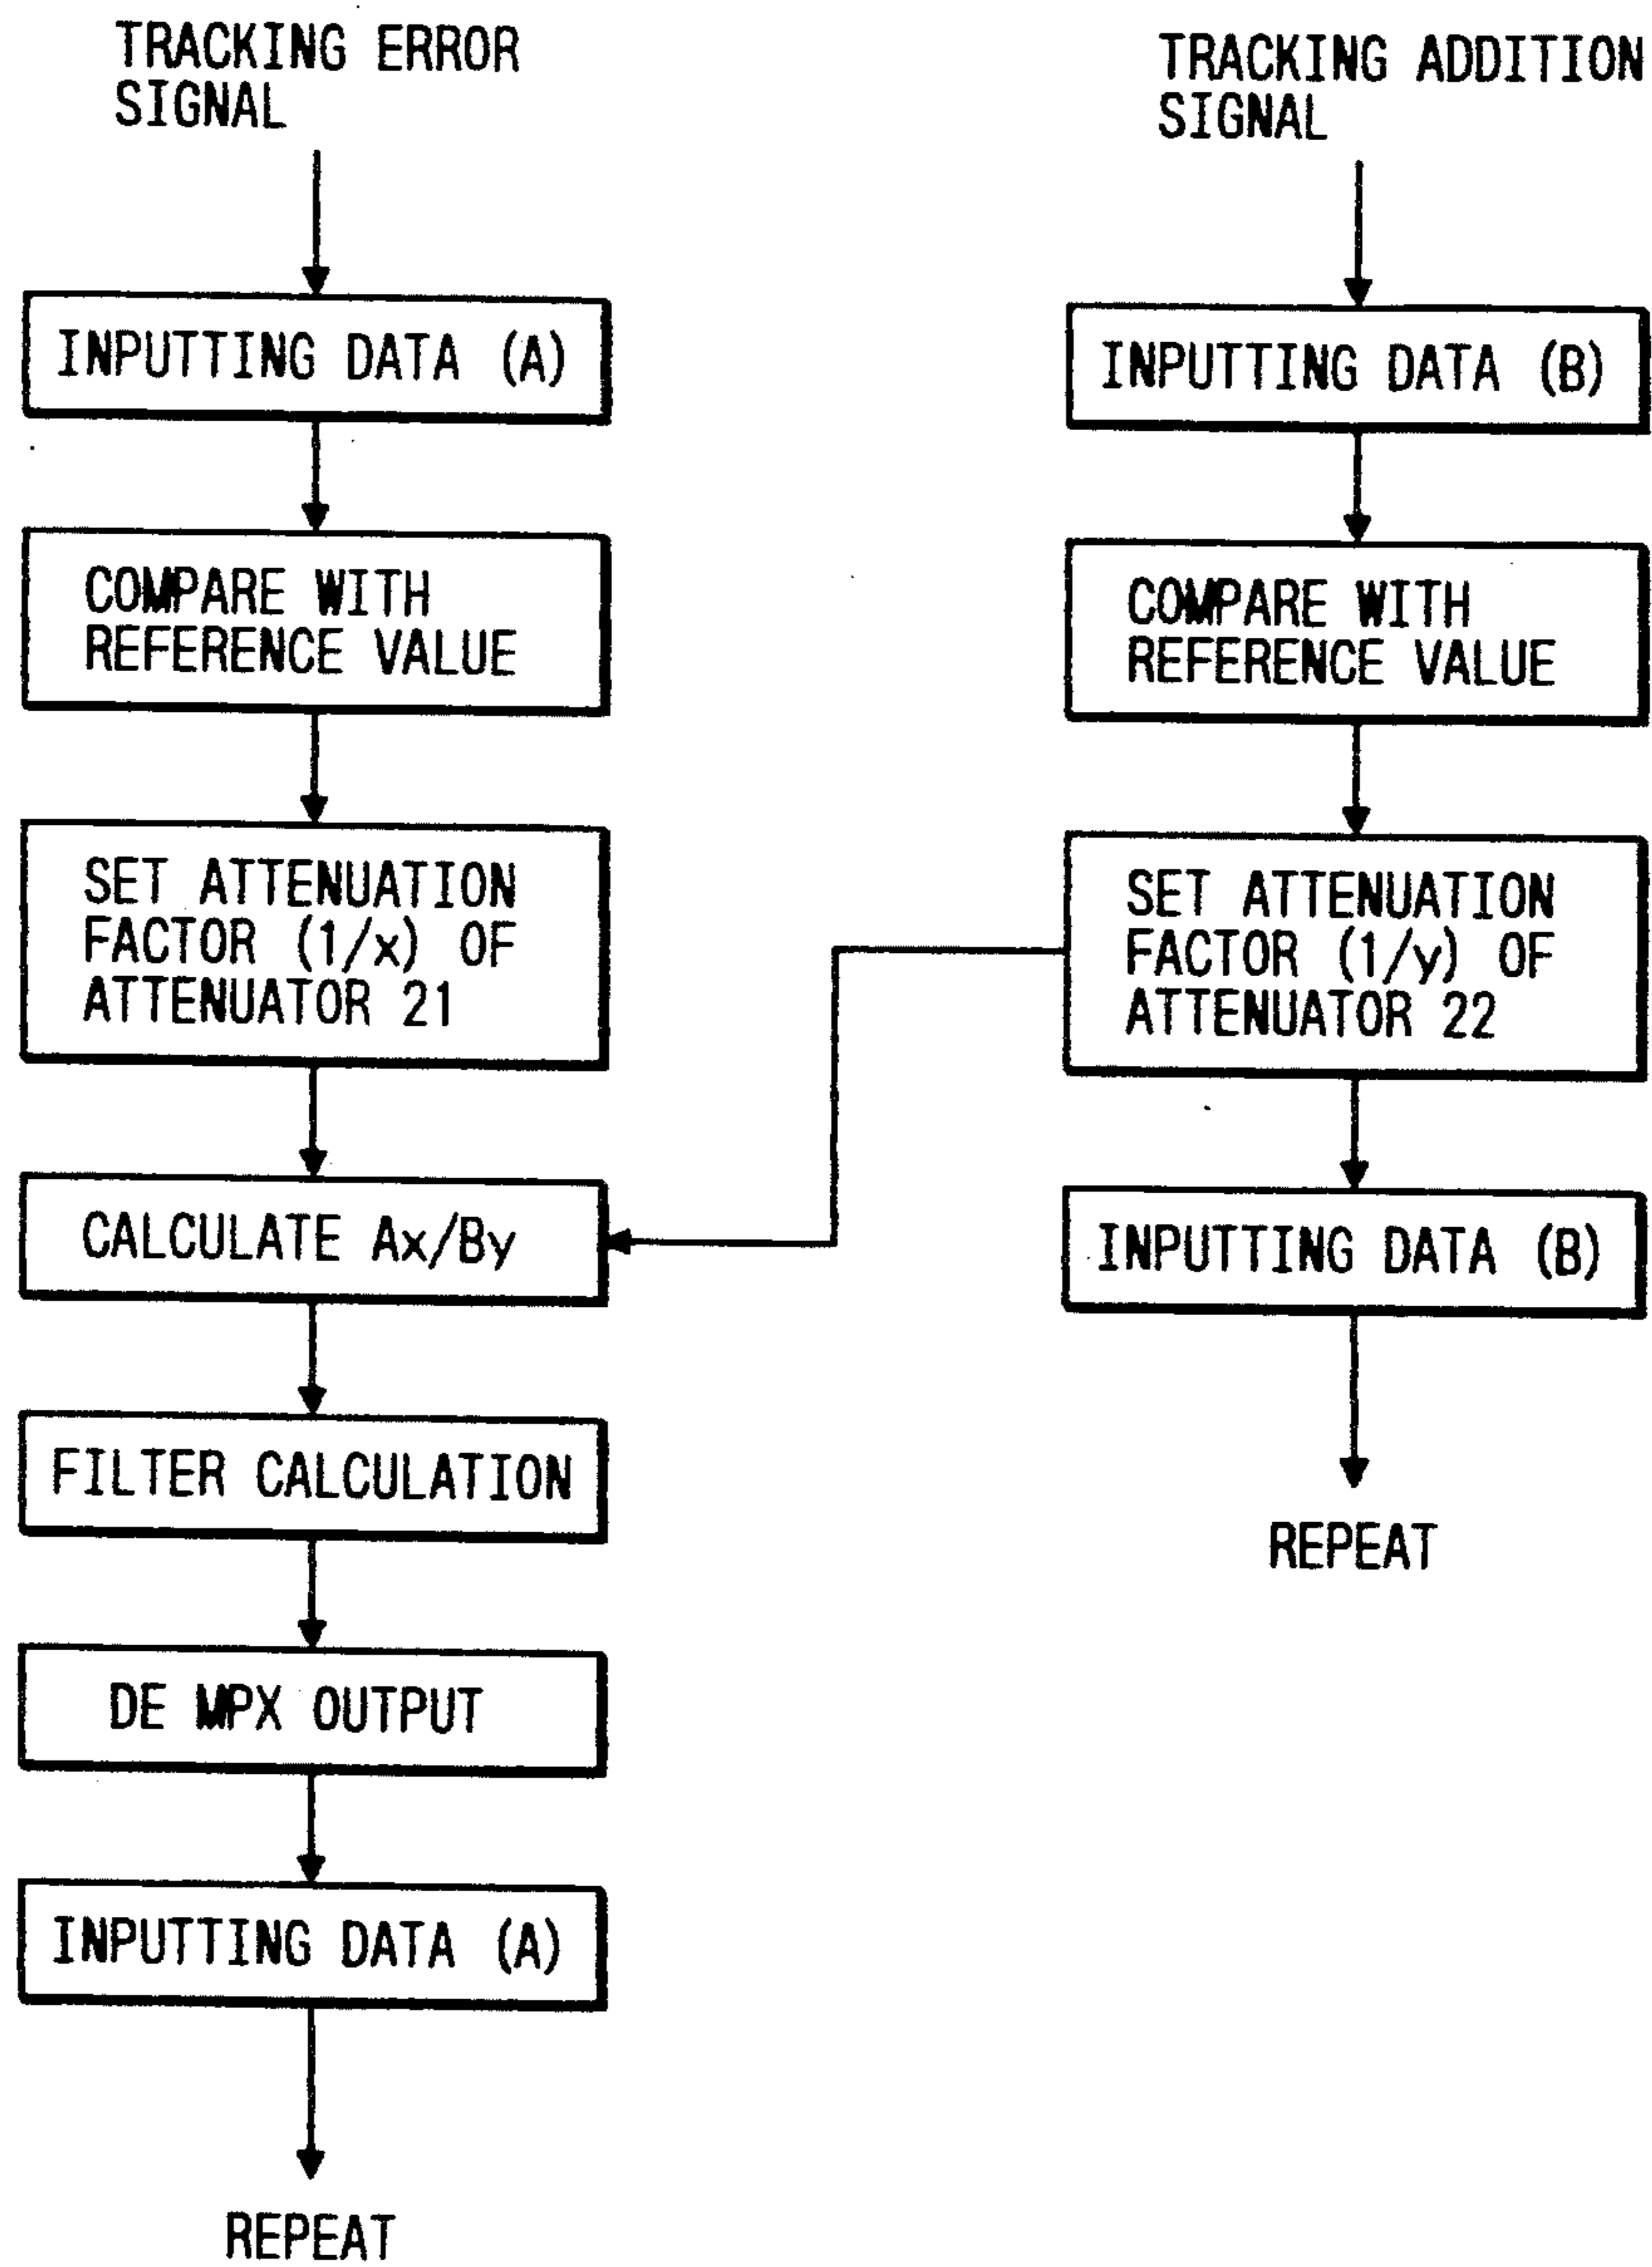 TRACKING ERROR
SIGNAL
INPUTTING DATA (A)
COMPARE WITH
REFERENCE VALUE
SET ATTENUATION
FACTOR (1/x) OF
ATTENUATOR 21
CALCULATE Ax/By
FILTER CALCULATION
DE MPX OUTPUT
INPUTTING DATA (A)
REPEAT
TRACKING ADDITION
SIGNAL
INPUTTING DATA (B)
COMPARE WITH
REFERENCE VALUE
SET ATTENUATION
FACTOR (1/y) OF
ATTENUATOR 22
INPUTTING DATA (B)
REPEAT